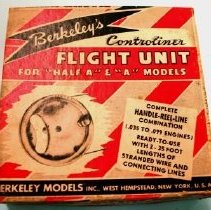 Berkeley's
Controliner
FLIGHT UNIT
FOR "HALF A" & "A" MODELS
COMPLETE
HANDLE-REEL-LINE
COMBINATION
(.035 TO .099 ENGINES)
READY-TO-USE
WITH 2 - 35 FOOT
LENGTHS OF
STRANDED WIRE AND
CONNECTING LINES
BERKELEY MODELS INC., WEST HEMPSTEAD, NEW YORK, U.S.A.